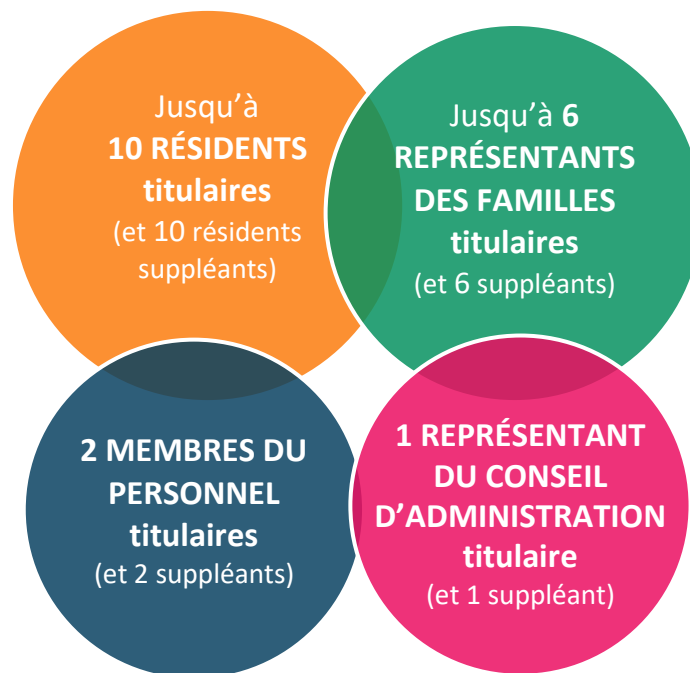 Jusqu’à
10 RÉSIDENTS
titulaires
(et 10 résidents
suppléants)
Jusqu’à 6
REPRÉSENTANTS
DES FAMILLES
titulaires
(et 6 suppléants)
2 MEMBRES DU
PERSONNEL
titulaires
(et 2 suppléants)
1 REPRÉSENTANT
DU CONSEIL
D’ADMINISTRATION
titulaire
(et 1 suppléant)